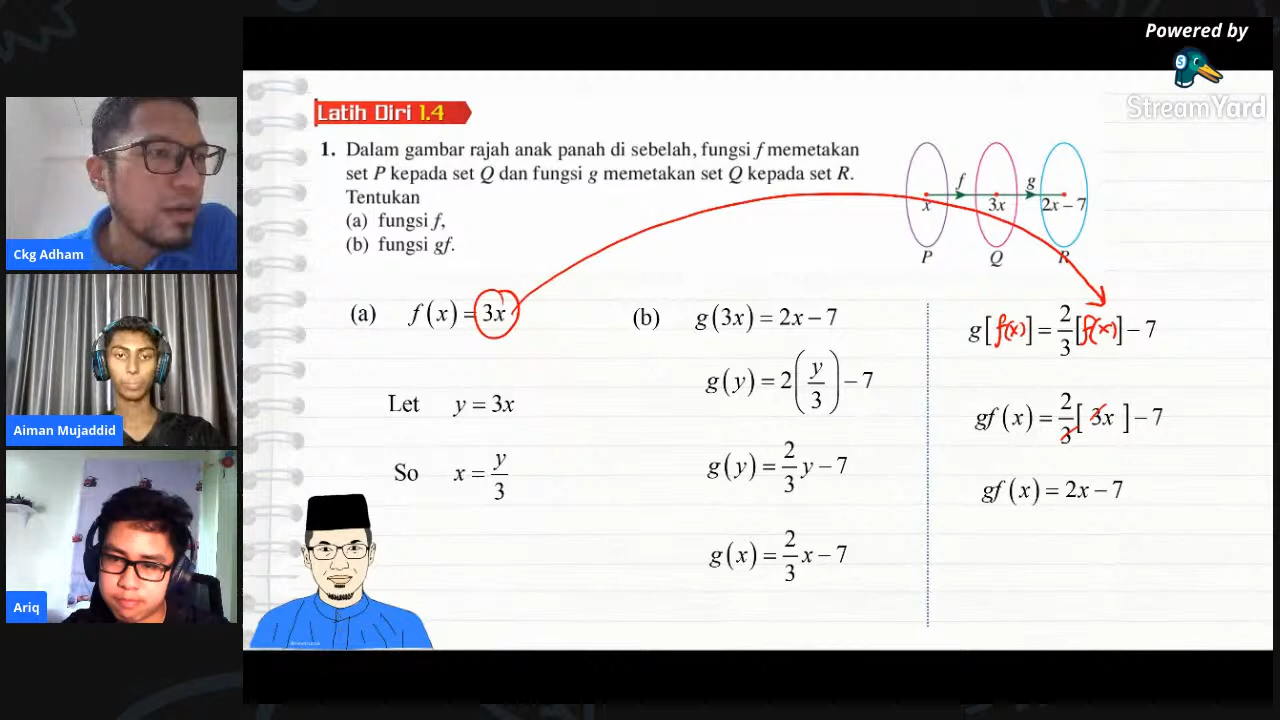 Powered by
StreamYard
Latih Diri 1.4
1. Dalam gambar rajah anak panah di sebelah, fungsi f memetakan
set P kepada set Q dan fungsi g memetakan set Q kepada set R.
Tentukan
(a) fungsi f,
(b) fungsi gf.
f
g
x
3x
2x – 7
P
Q
R
(a) f(x) = 3x
Let y = 3x
So x = y/3
(b) g(3x) = 2x − 7
g(y) = 2(y/3) − 7
g(y) = 2/3 y − 7
g(x) = 2/3 x − 7
g[f(x)] = 2/3 [f(x)] − 7
gf(x) = 2/3 [3x] − 7
gf(x) = 2x − 7
Ckg Adham
Aiman Mujaddid
Ariq